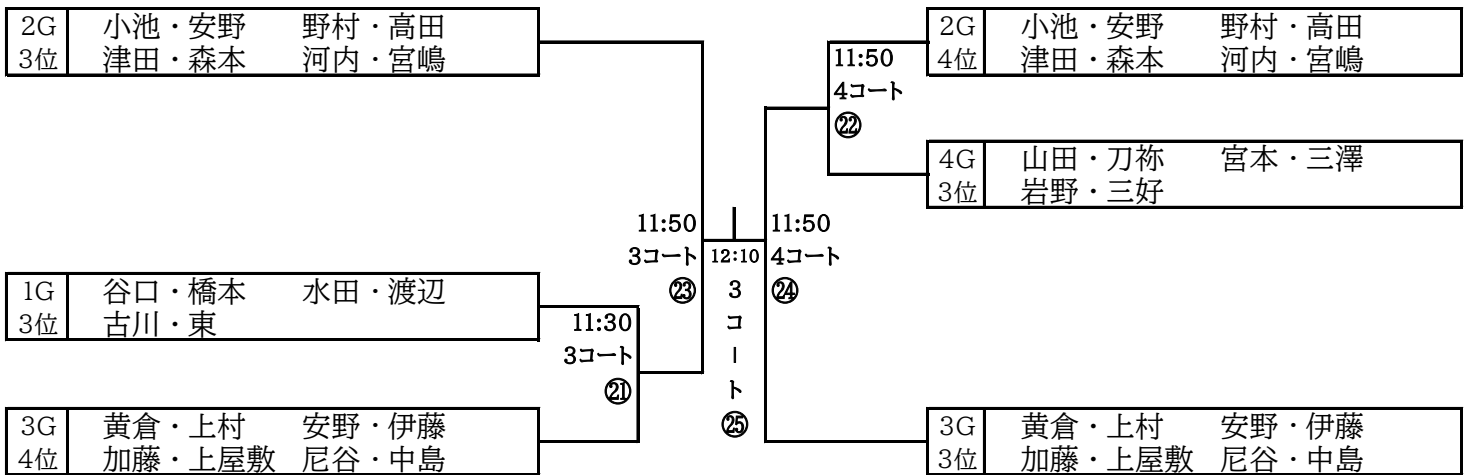 2G 小池・安野 野村・高田
3位 津田・森本 河内・宮嶋
2G 小池・安野 野村・高田
4位 津田・森本 河内・宮嶋
11:50
4コート
㉒
4G 山田・刀祢 宮本・三澤
3位 岩野・三好
11:50
3コート
㉓
11:50
4コート
㉔
12:10
3
コ
ー
ト
㉕
1G 谷口・橋本 水田・渡辺
3位 古川・東
11:30
3コート
㉑
3G 黄倉・上村 安野・伊藤
4位 加藤・上屋敷 尼谷・中島
3G 黄倉・上村 安野・伊藤
3位 加藤・上屋敷 尼谷・中島